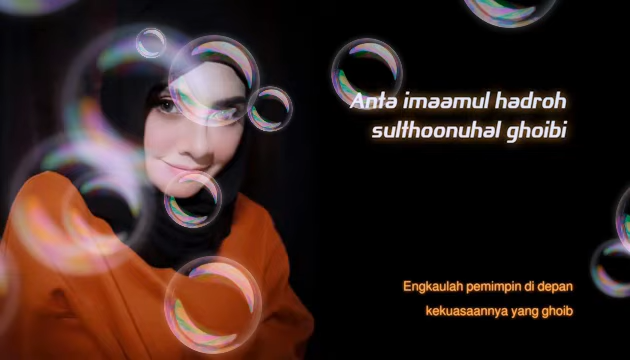 Anta imaamul hadroh
sulthoonuhal ghoibi
Engkaulah pemimpin di depan
kekuasaannya yang ghoib